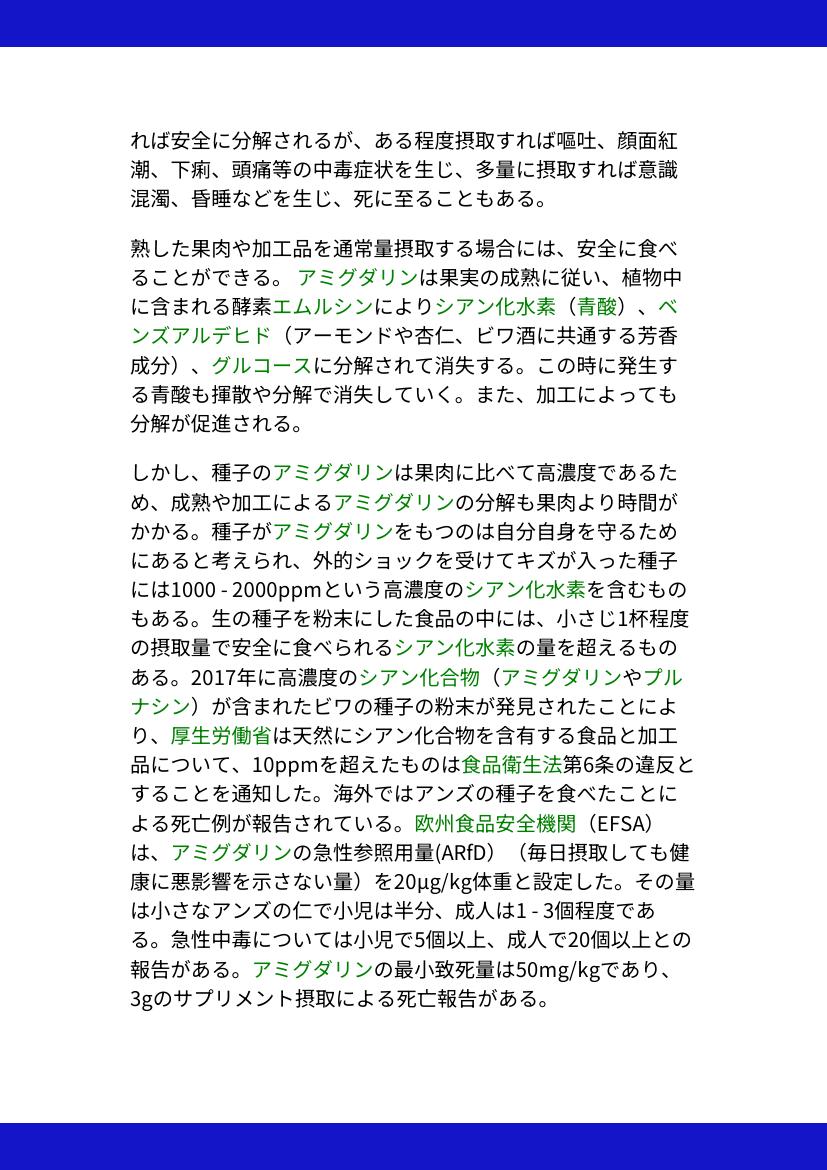 れば安全に分解されるが、ある程度摂取すれば嘔吐、顔面紅
潮、下痢、頭痛等の中毒症状を生じ、多量に摂取すれば意識
混濁、昏睡などを生じ、死に至ることもある。
熟した果肉や加工品を通常量摂取する場合には、安全に食べ
ることができる。 アミグダリンは果実の成熟に従い、植物中
に含まれる酵素エムルシンによりシアン化水素（青酸）、ベ
ンズアルデヒド（アーモンドや杏仁、ビワ酒に共通する芳香
成分）、グルコースに分解されて消失する。この時に発生す
る青酸も揮散や分解で消失していく。また、加工によっても
分解が促進される。
しかし、種子のアミグダリンは果肉に比べて高濃度であるた
め、成熟や加工によるアミグダリンの分解も果肉より時間が
かかる。種子がアミグダリンをもつのは自分自身を守るため
にあると考えられ、外的ショックを受けてキズが入った種子
には1000 - 2000ppmという高濃度のシアン化水素を含むもの
もある。生の種子を粉末にした食品の中には、小さじ1杯程度
の摂取量で安全に食べられるシアン化水素の量を超えるもの
ある。2017年に高濃度のシアン化合物（アミグダリンやプル
ナシン）が含まれたビワの種子の粉末が発見されたことによ
り、厚生労働省は天然にシアン化合物を含有する食品と加工
品について、10ppmを超えたものは食品衛生法第6条の違反と
することを通知した。海外ではアンズの種子を食べたことに
よる死亡例が報告されている。欧州食品安全機関（EFSA）
は、アミグダリンの急性参照用量(ARfD）（毎日摂取しても健
康に悪影響を示さない量）を20μg/kg体重と設定した。その量
は小さなアンズの仁で小児は半分、成人は1 - 3個程度であ
る。急性中毒については小児で5個以上、成人で20個以上との
報告がある。アミグダリンの最小致死量は50mg/kgであり、
3gのサプリメント摂取による死亡報告がある。